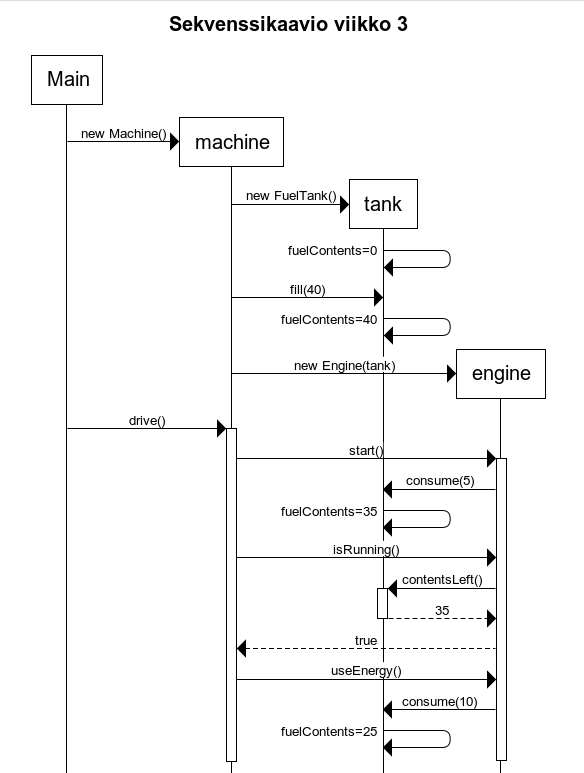 Sekvenssikaavio viikko 3
Main
new Machine()
machine
new FuelTank()
tank
fuelContents=0
fill(40)
fuelContents=40
new Engine(tank)
engine
drive()
start()
consume(5)
fuelContents=35
isRunning()
contentsLeft()
35
true
useEnergy()
consume(10)
fuelContents=25